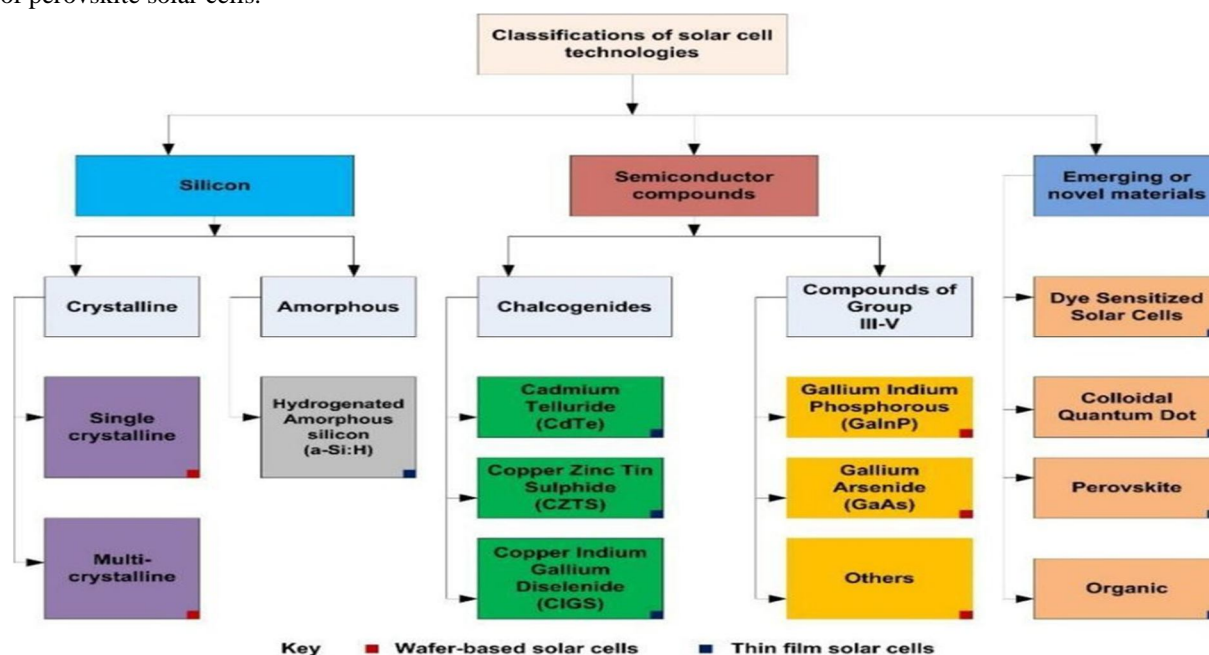 of perovskite solar cells.
Classifications of solar cell
technologies
Silicon
Semiconductor
compounds
Emerging or
novel materials
Crystalline
Amorphous
Chalcogenides
Compounds of
Group
III-V
Dye Sensitized
Solar Cells
Single
crystalline
Hydrogenated
Amorphous
silicon
(a-Si:H)
Cadmium
Telluride
(CdTe)
Gallium Indium
Phosphorous
(GaInP)
Colloidal
Quantum Dot
Copper Zinc Tin
Sulphide
(CZTS)
Gallium
Arsenide
(GaAs)
Perovskite
Multi-
crystalline
Copper Indium
Gallium
Diselenide
(CIGS)
Others
Organic
Key Wafer-based solar cells Thin film solar cells